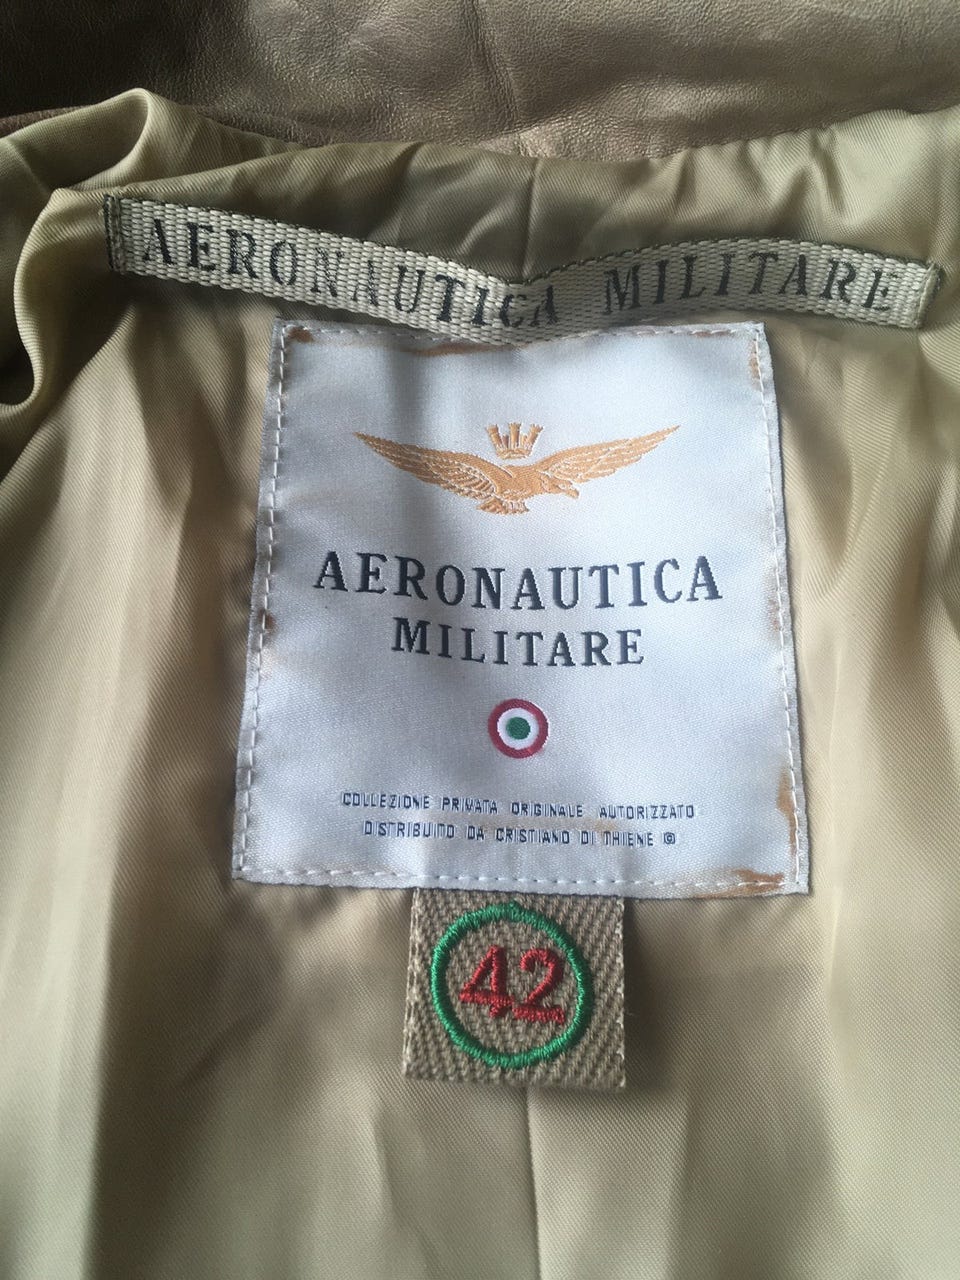 AERONAUTICA MILITARE
AERONAUTICA
MILITARE
COLLEZIONE PRIVATA ORIGINALE AUTORIZZATO
DISTRIBUITO DA CRISTIANO DI THIENE ©
42